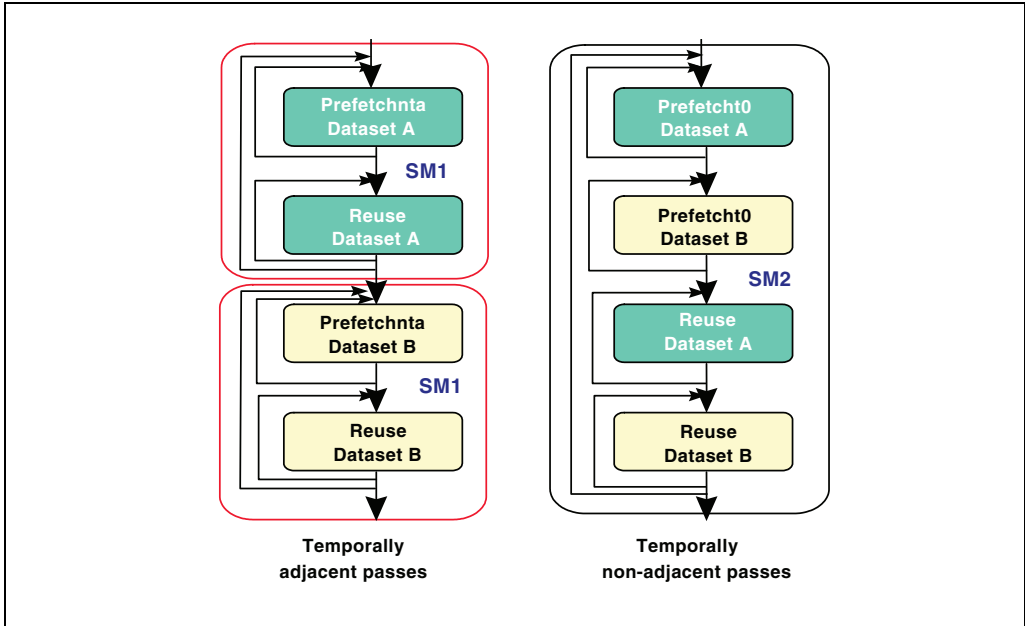 Prefetchnta
Dataset A
SM1
Reuse
Dataset A
Prefetchnta
Dataset B
SM1
Reuse
Dataset B
Temporally
adjacent passes
Prefetcht0
Dataset A
Prefetcht0
Dataset B
SM2
Reuse
Dataset A
Reuse
Dataset B
Temporally
non-adjacent passes